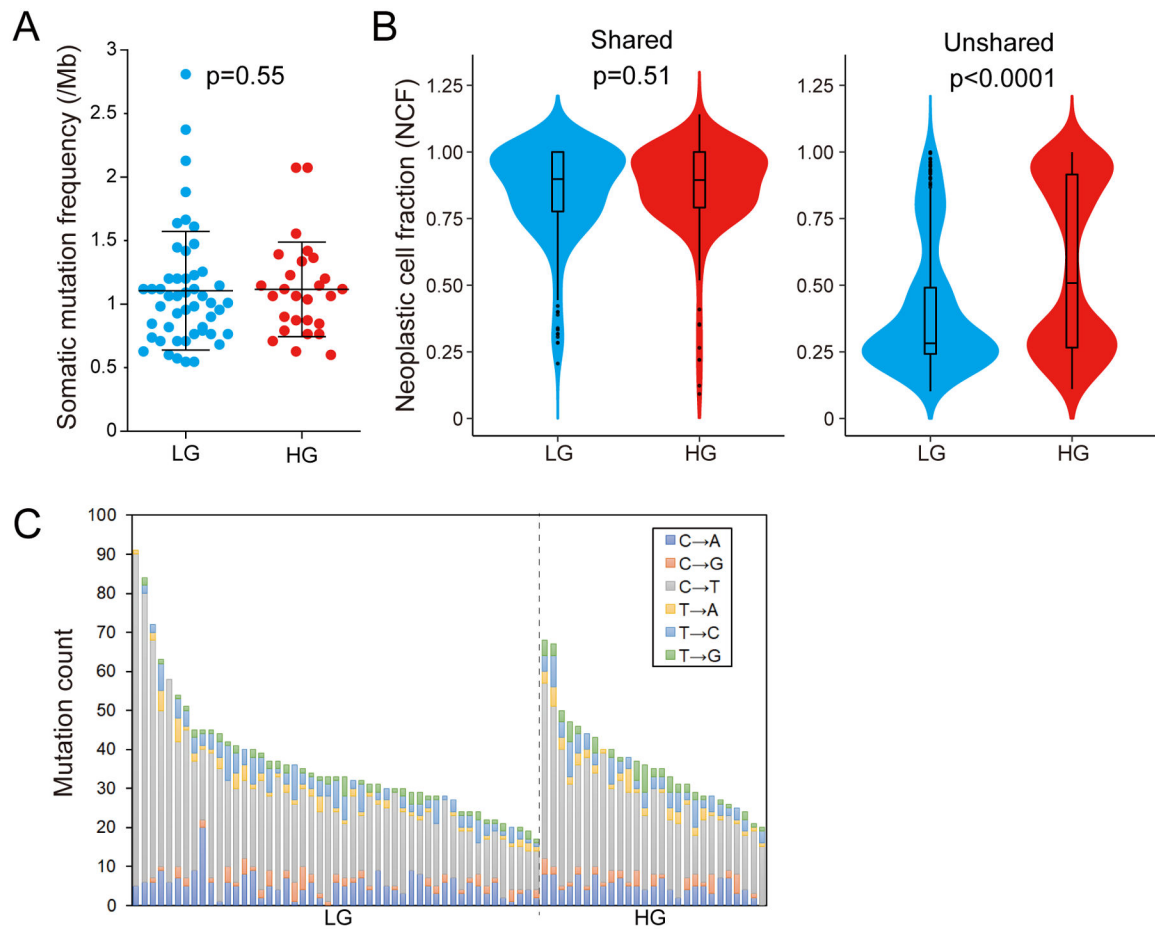 A
Somatic mutation frequency (/Mb)
3
2.5
2
1.5
1
0.5
0
p=0.55
LG
HG
B
Neoplastic cell fraction (NCF)
Shared
p=0.51
1.25
1.00
0.75
0.50
0.25
0
LG
HG
Unshared
p<0.0001
1.25
1.00
0.75
0.50
0.25
0
LG
HG
C
Mutation count
100
90
80
70
60
50
40
30
20
10
0
C→A
C→G
C→T
T→A
T→C
T→G
LG
HG